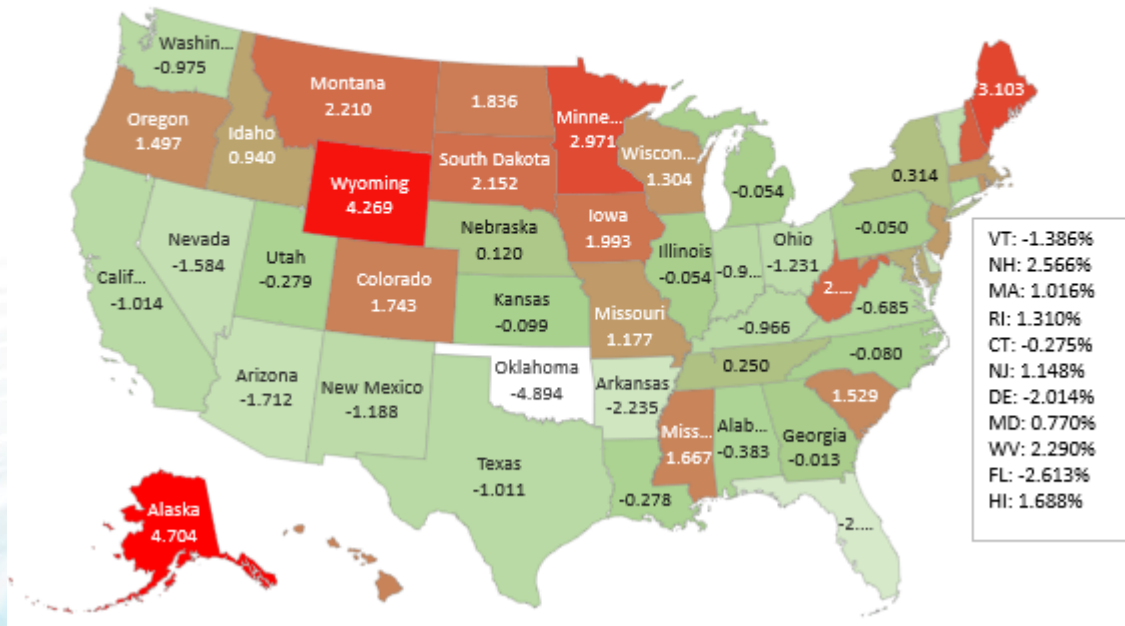 Washin...
-0.975
Montana
2.210
1.836
Minne...
2.971
3.103
Oregon
1.497
Idaho
0.940
South Dakota
2.152
Wiscon...
1.304
-0.054
0.314
Wyoming
4.269
Iowa
1.993
-0.050
Nebraska
0.120
Nevada
-1.584
Utah
-0.279
Colorado
1.743
Illinois
-0.054
-0.9...
Ohio
-1.231
2....
-0.685
Calif...
-1.014
Kansas
-0.099
Missouri
1.177
-0.966
-0.080
Oklahoma
-4.894
0.250
Arizona
-1.712
New Mexico
-1.188
Arkansas
-2.235
1.529
Miss...
1.667
Alab...
-0.383
Georgia
-0.013
Texas
-1.011
-0.278
-2....
Alaska
4.704
VT: -1.386%
NH: 2.566%
MA: 1.016%
RI: 1.310%
CT: -0.275%
NJ: 1.148%
DE: -2.014%
MD: 0.770%
WV: 2.290%
FL: -2.613%
HI: 1.688%